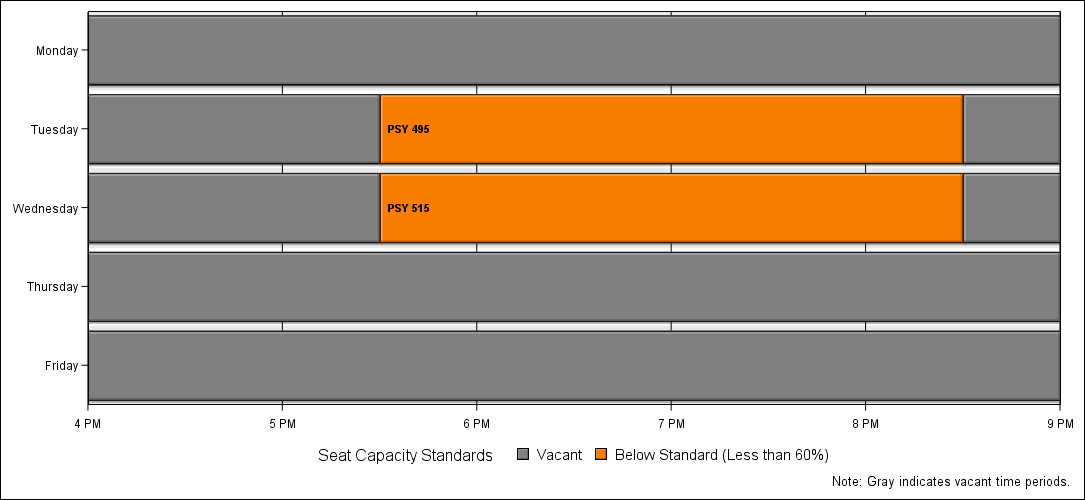 Monday
Tuesday
PSY 495
Wednesday
PSY 515
Thursday
Friday
4 PM 5 PM 6 PM 7 PM 8 PM 9 PM
Seat Capacity Standards Vacant Below Standard (Less than 60%)
Note: Gray indicates vacant time periods.